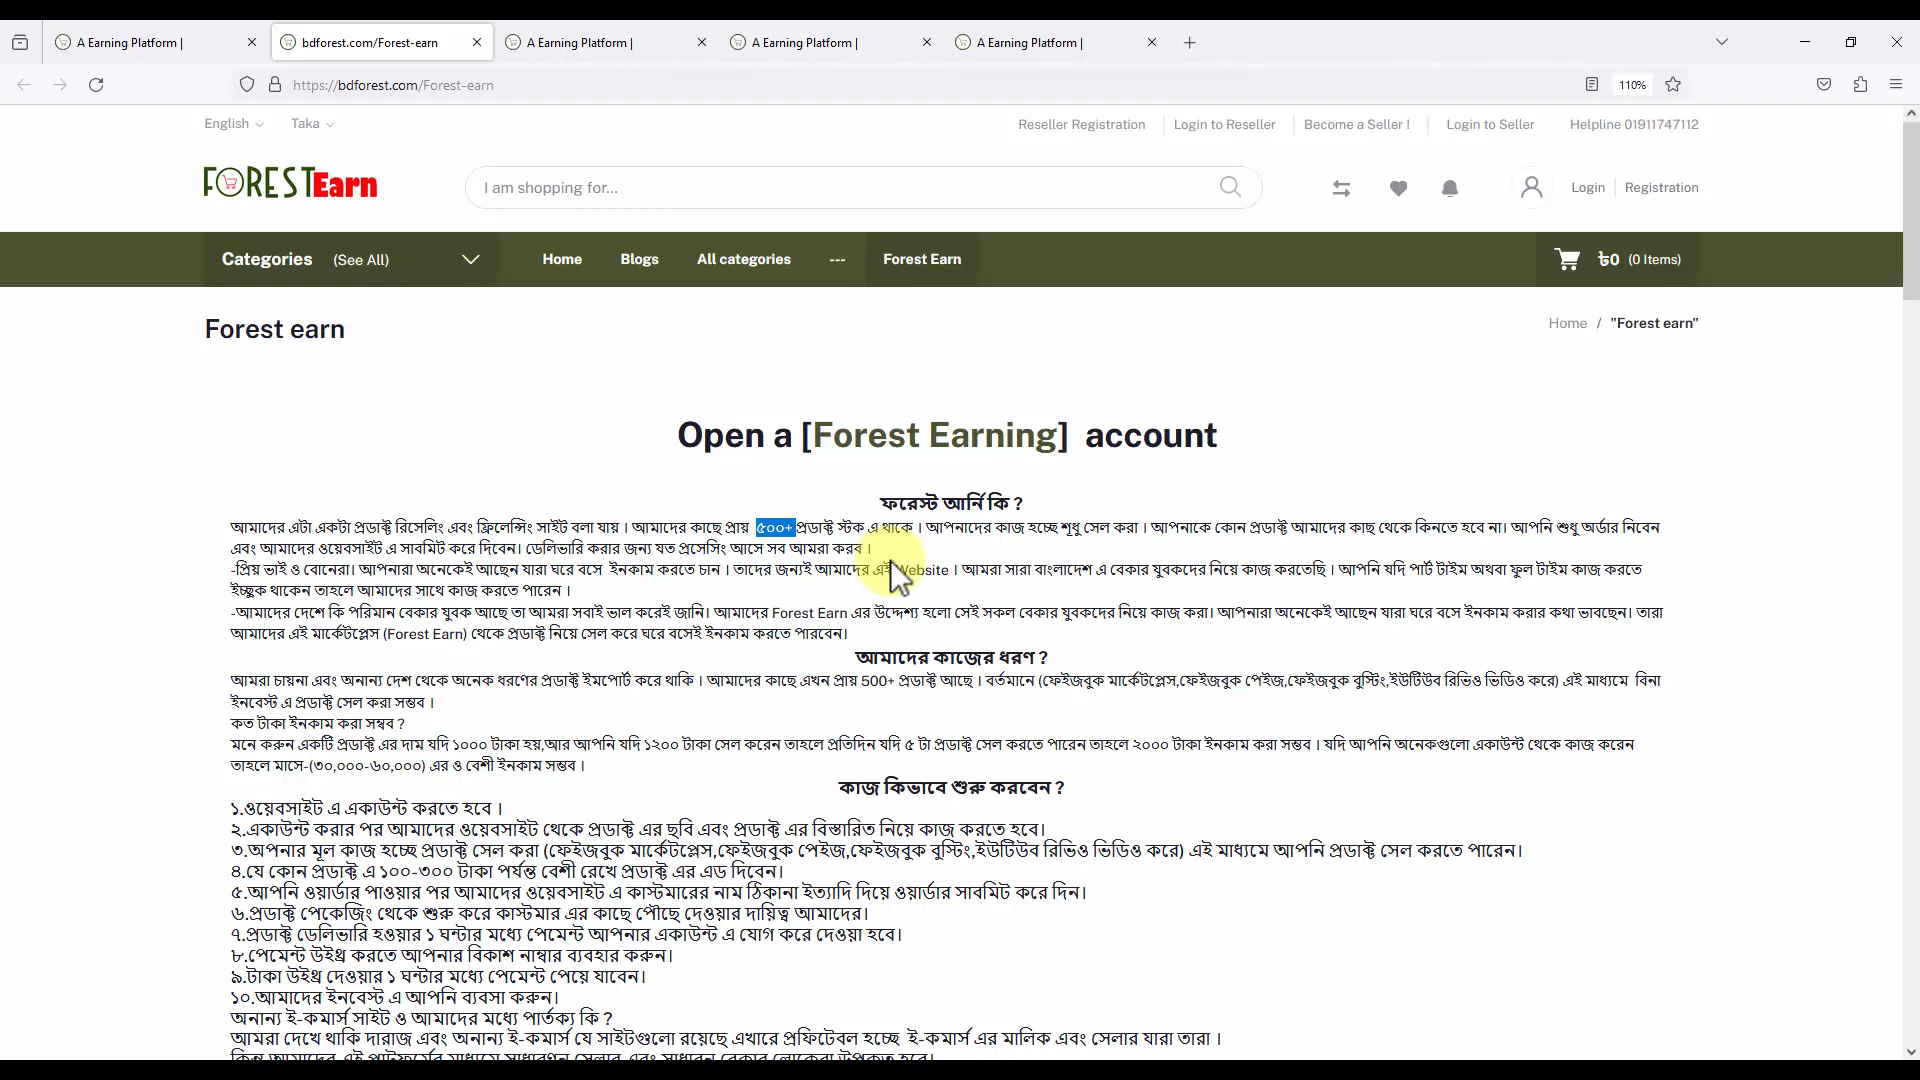 A Earning Platform |
bdforest.com/Forest-earn
A Earning Platform |
A Earning Platform |
A Earning Platform |
https://bdforest.com/Forest-earn
110%
English
Taka
Reseller Registration
Login to Reseller
Become a Seller !
Login to Seller
Helpline 01911747112
FORESTEarn
I am shopping for...
Login
Registration
Categories (See All)
Home
Blogs
All categories
---
Forest Earn
৳0 (0 Items)
Forest earn
Home / "Forest earn"
Open a [Forest Earning] account
ফরেস্ট আর্নি কি ?
আমাদের এটা একটা প্রডাক্ট রিসেলিং এবং ফ্রিলেন্সিং সাইট বলা যায় । আমাদের কাছে প্রায় ৫০০+ প্রডাক্ট স্টক এ থাকে । আপনাদের কাজ হচ্ছে শুধু সেল করা । আপনাকে কোন প্রডাক্ট আমাদের কাছ থেকে কিনতে হবে না। আপনি শুধু অর্ডার নিবেন
এবং আমাদের ওয়েবসাইট এ সাবমিট করে দিবেন। ডেলিভারি করার জন্য যত প্রসেসিং আসে সব আমরা করব ।
-প্রিয় ভাই ও বোনেরা। আপনারা অনেকেই আছেন যারা ঘরে বসে ইনকাম করতে চান । তাদের জন্যই আমাদের এই Website । আমরা সারা বাংলাদেশ এ বেকার যুবকদের নিয়ে কাজ করতেছি । আপনি যদি পার্ট টাইম অথবা ফুল টাইম কাজ করতে
ইচ্ছুক থাকেন তাহলে আমাদের সাথে কাজ করতে পারেন ।
-আমাদের দেশে কি পরিমান বেকার যুবক আছে তা আমরা সবাই ভাল করেই জানি। আমাদের Forest Earn এর উদ্দেশ্য হলো সেই সকল বেকার যুবকদের নিয়ে কাজ করা। আপনারা অনেকেই আছেন যারা ঘরে বসে ইনকাম করার কথা ভাবছেন। তারা
আমাদের এই মার্কেটপ্লেস (Forest Earn) থেকে প্রডাক্ট নিয়ে সেল করে ঘরে বসেই ইনকাম করতে পারবেন।
আমাদের কাজের ধরণ ?
আমরা চায়না এবং অনান্য দেশ থেকে অনেক ধরণের প্রডাক্ট ইমপোর্ট করে থাকি । আমাদের কাছে এখন প্রায় 500+ প্রডাক্ট আছে । বর্তমানে (ফেইজবুক মার্কেটপ্লেস,ফেইজবুক পেইজ,ফেইজবুক বুস্টিং,ইউটিউব রিভিও ভিডিও করে) এই মাধ্যমে বিনা
ইনবেস্ট এ প্রডাক্ট সেল করা সম্ভব ।
কত টাকা ইনকাম করা সম্বব ?
মনে করুন একটি প্রডাক্ট এর দাম যদি ১০০০ টাকা হয়,আর আপনি যদি ১২০০ টাকা সেল করেন তাহলে প্রতিদিন যদি ৫ টা প্রডাক্ট সেল করতে পারেন তাহলে ২০০০ টাকা ইনকাম করা সম্ভব । যদি আপনি অনেকগুলো একাউন্ট থেকে কাজ করেন
তাহলে মাসে-(৩০,০০০-৬০,০০০) এর ও বেশী ইনকাম সম্ভব ।
কাজ কিভাবে শুরু করবেন ?
১.ওয়েবসাইট এ একাউন্ট করতে হবে ।
২.একাউন্ট করার পর আমাদের ওয়েবসাইট থেকে প্রডাক্ট এর ছবি এবং প্রডাক্ট এর বিস্তারিত নিয়ে কাজ করতে হবে।
৩.অপনার মূল কাজ হচ্ছে প্রডাক্ট সেল করা (ফেইজবুক মার্কেটপ্লেস,ফেইজবুক পেইজ,ফেইজবুক বুস্টিং,ইউটিউব রিভিও ভিডিও করে) এই মাধ্যমে আপনি প্রডাক্ট সেল করতে পারেন।
৪.যে কোন প্রডাক্ট এ ১০০-৩০০ টাকা পর্যন্ত বেশী রেখে প্রডাক্ট এর এড দিবেন।
৫.আপনি ওয়ার্ডার পাওয়ার পর আমাদের ওয়েবসাইট এ কাস্টমারের নাম ঠিকানা ইত্যাদি দিয়ে ওয়ার্ডার সাবমিট করে দিন।
৬.প্রডাক্ট পেকেজিং থেকে শুরু করে কাস্টমার এর কাছে পৌছে দেওয়ার দায়িত্ব আমাদের।
৭.প্রডাক্ট ডেলিভারি হওয়ার ১ ঘন্টার মধ্যে পেমেন্ট আপনার একাউন্ট এ যোগ করে দেওয়া হবে।
৮.পেমেন্ট উইথ্র করতে আপনার বিকাশ নাম্বার ব্যবহার করুন।
৯.টাকা উইথ্র দেওয়ার ১ ঘন্টার মধ্যে পেমেন্ট পেয়ে যাবেন।
১০.আমাদের ইনবেস্ট এ আপনি ব্যবসা করুন।
অনান্য ই-কমার্স সাইট ও আমাদের মধ্যে পার্তক্য কি ?
আমরা দেখে থাকি দারাজ এবং অনান্য ই-কমার্স যে সাইটগুলো রয়েছে এখারে প্রফিটেবল হচ্ছে ই-কমার্স এর মালিক এবং সেলার যারা তারা ।
কিন্তু আমাদের এই প্লাটফর্মের মাধ্যমে সাধারণন সেলার এবং সাধারন বেকার লোকেরা উপকৃত হবে।